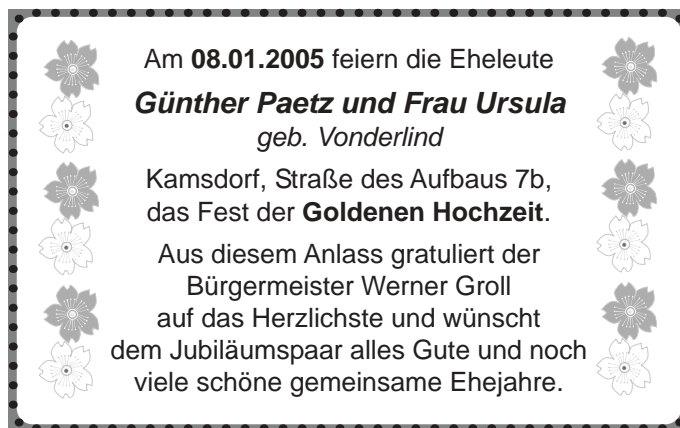 Am 08.01.2005 feiern die Eheleute
Günther Paetz und Frau Ursula
geb. Vonderlind
Kamsdorf, Straße des Aufbaus 7b,
das Fest der Goldenen Hochzeit.
Aus diesem Anlass gratuliert der
Bürgermeister Werner Groll
auf das Herzlichste und wünscht
dem Jubiläumspaar alles Gute und noch
viele schöne gemeinsame Ehejahre.